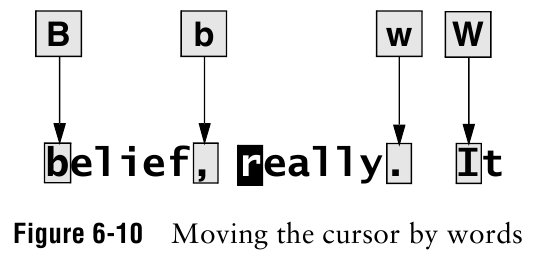 B b w W
belief, really. It
Figure 6-10 Moving the cursor by words